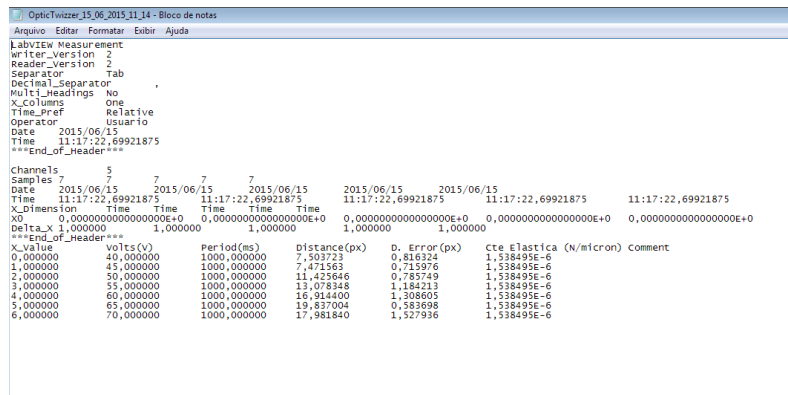 OpticTwizzer_15_06_2015_11_14 - Bloco de notas
Arquivo Editar Formatar Exibir Ajuda
LabVIEW Measurement
Writer_Version 2
Reader_Version 2
Separator Tab
Decimal_Separator ,
Multi_Headings No
X_Columns One
Time_Pref Relative
Operator Usuario
Date 2015/06/15
Time 11:17:22,69921875
***End_of_Header***
Channels 5
Samples 7 7 7 7 7
Date 2015/06/15 2015/06/15 2015/06/15 2015/06/15 2015/06/15
Time 11:17:22,69921875 11:17:22,69921875 11:17:22,69921875 11:17:22,69921875 11:17:22,69921875
X_Dimension Time Time Time Time Time
X0 0,0000000000000000E+0 0,0000000000000000E+0 0,0000000000000000E+0 0,0000000000000000E+0 0,0000000000000000E+0
Delta_X 1,000000 1,000000 1,000000 1,000000 1,000000
***End_of_Header***
X_Value Volts(V) Period(ms) Distance(px) D. Error(px) Cte Elastica (N/micron) Comment
0,000000 40,000000 1000,000000 7,503723 0,816324 1,538495E-6
1,000000 45,000000 1000,000000 7,471563 0,715976 1,538495E-6
2,000000 50,000000 1000,000000 11,425646 0,785749 1,538495E-6
3,000000 55,000000 1000,000000 13,078348 1,184213 1,538495E-6
4,000000 60,000000 1000,000000 16,914400 1,308605 1,538495E-6
5,000000 65,000000 1000,000000 19,837004 0,583698 1,538495E-6
6,000000 70,000000 1000,000000 17,981840 1,527936 1,538495E-6